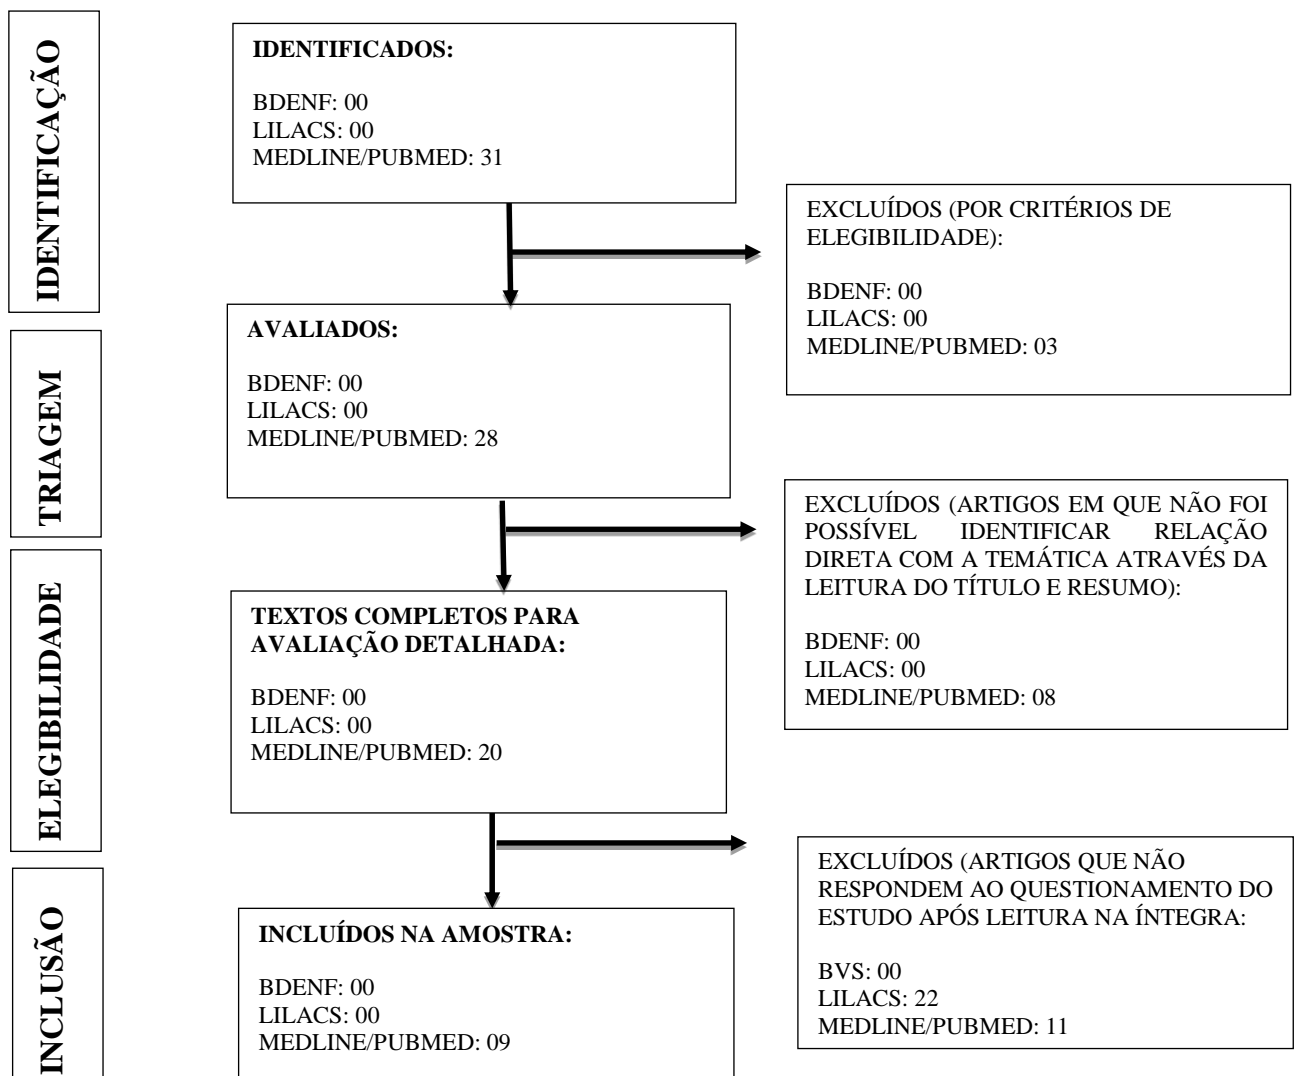 IDENTIFICAÇÃO
IDENTIFICADOS:
BDENF: 00
LILACS: 00
MEDLINE/PUBMED: 31
EXCLUÍDOS (POR CRITÉRIOS DE
ELEGIBILIDADE):
BDENF: 00
LILACS: 00
MEDLINE/PUBMED: 03
TRIAGEM
AVALIADOS:
BDENF: 00
LILACS: 00
MEDLINE/PUBMED: 28
EXCLUÍDOS (ARTIGOS EM QUE NÃO FOI
POSSÍVEL IDENTIFICAR RELAÇÃO
DIRETA COM A TEMÁTICA ATRAVÉS DA
LEITURA DO TÍTULO E RESUMO):
BDENF: 00
LILACS: 00
MEDLINE/PUBMED: 08
ELEGIBILIDADE
TEXTOS COMPLETOS PARA
AVALIAÇÃO DETALHADA:
BDENF: 00
LILACS: 00
MEDLINE/PUBMED: 20
EXCLUÍDOS (ARTIGOS QUE NÃO
RESPONDEM AO QUESTIONAMENTO DO
ESTUDO APÓS LEITURA NA ÍNTEGRA:
BVS: 00
LILACS: 22
MEDLINE/PUBMED: 11
INCLUSÃO
INCLUÍDOS NA AMOSTRA:
BDENF: 00
LILACS: 00
MEDLINE/PUBMED: 09